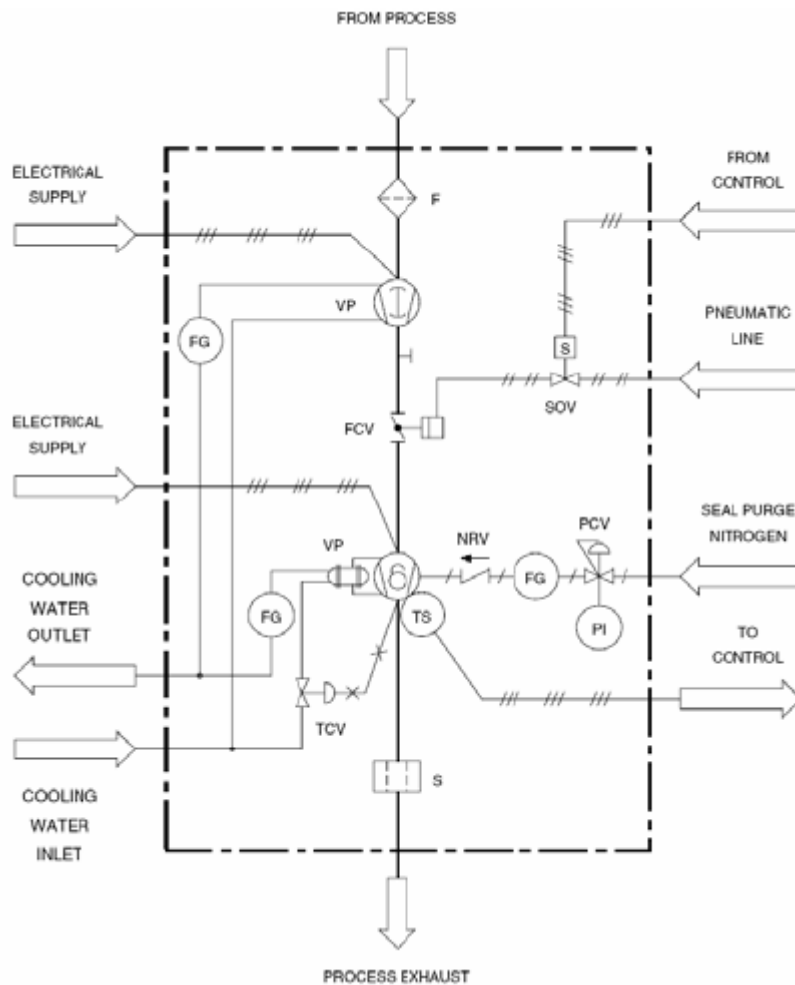 FROM PROCESS
ELECTRICAL
SUPPLY
F
FROM
CONTROL
VP
FG
PNEUMATIC
LINE
S
SOV
FCV
ELECTRICAL
SUPPLY
VP
NRV
PCV
SEAL PURGE
NITROGEN
FG
PI
TS
COOLING
WATER
OUTLET
FG
TO
CONTROL
TCV
COOLING
WATER
INLET
S
PROCESS EXHAUST